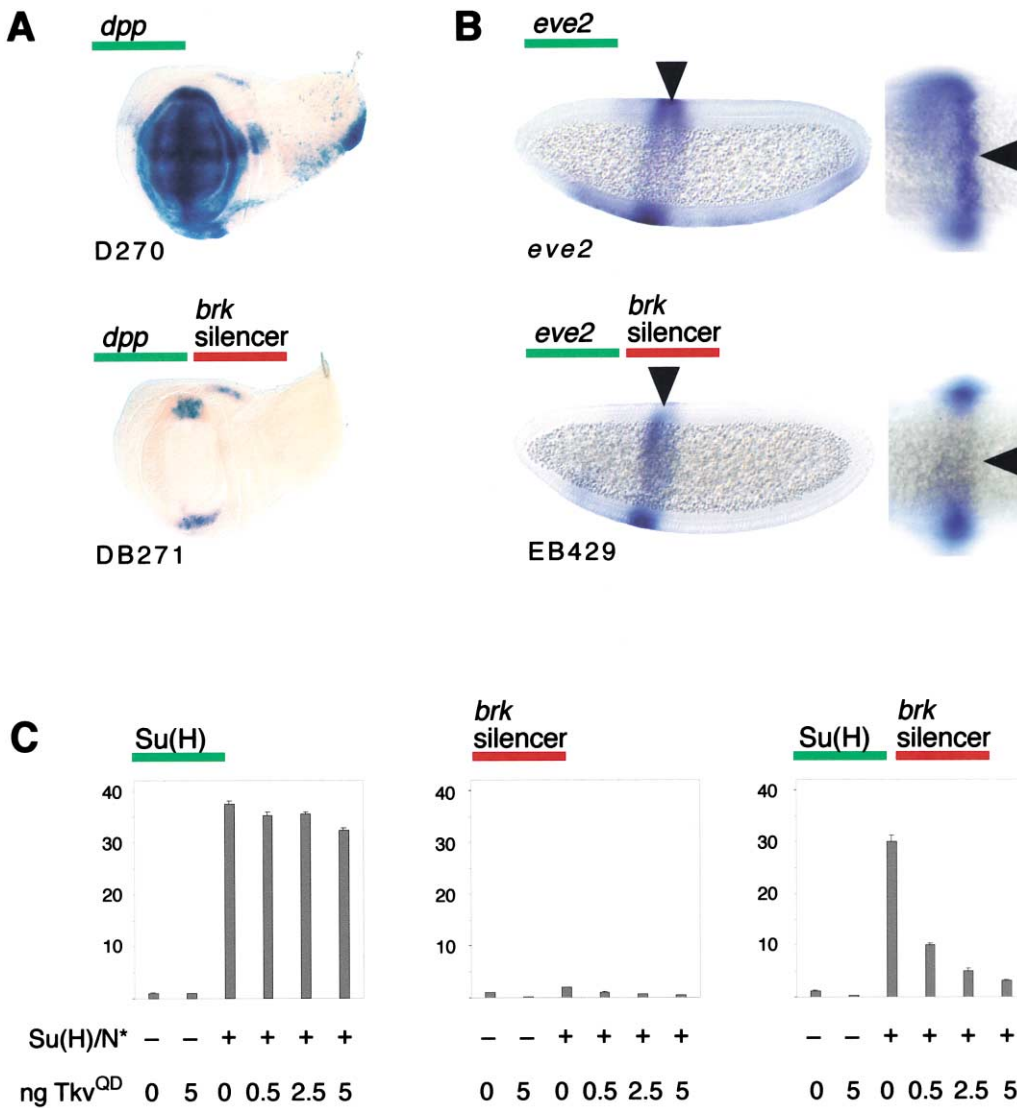 A
dpp
D270
dpp
brk
silencer
DB271
B
eve2
eve2
eve2
brk
silencer
EB429
C
Su(H)
40
30
20
10
brk
silencer
40
30
20
10
Su(H)
brk
silencer
40
30
20
10
Su(H)/N* – – + + + + – – + + + + – – + + + +
ng Tkv^QD 0 5 0 0.5 2.5 5 0 5 0 0.5 2.5 5 0 5 0 0.5 2.5 5